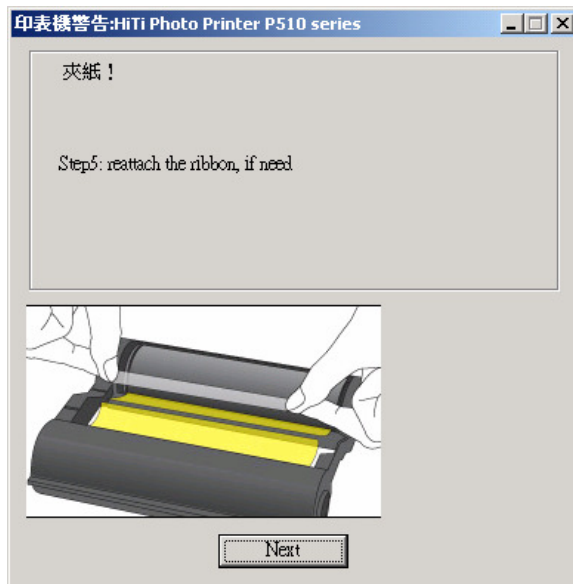 印表機警告:HiTi Photo Printer P510 series
夾紙！
Step5: reattach the ribbon, if need
Next